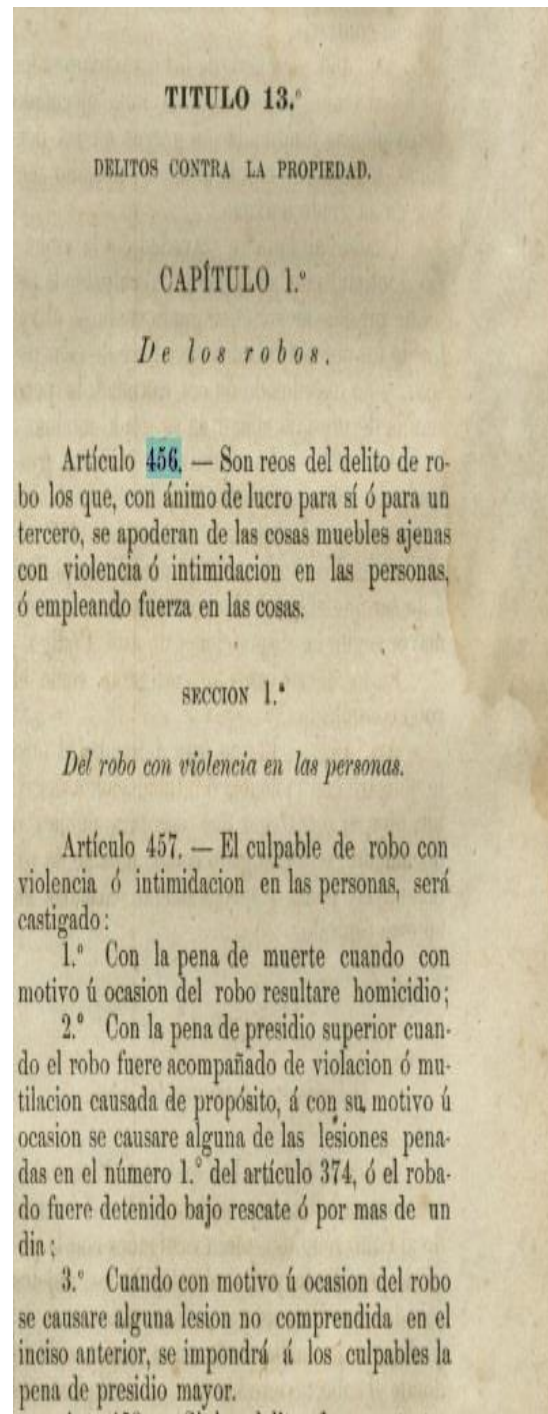 TITULO 13.º
DELITOS CONTRA LA PROPIEDAD.
CAPÍTULO 1.º
De los robos.
Artículo 456. — Son reos del delito de ro-
bo los que, con ánimo de lucro para sí ó para un
tercero, se apoderan de las cosas muebles ajenas
con violencia ó intimidacion en las personas,
ó empleando fuerza en las cosas.
SECCION 1.ª
Del robo con violencia en las personas.
Artículo 457. — El culpable de robo con
violencia ó intimidacion en las personas, será
castigado:
1.º Con la pena de muerte cuando con
motivo ú ocasion del robo resultare homicidio;
2.º Con la pena de presidio superior cuan-
do el robo fuere acompañado de violacion ó mu-
tilacion causada de propósito, á con su motivo ú
ocasion se causare alguna de las lesiones pena-
das en el número 1.º del artículo 374, ó el roba-
do fuere detenido bajo rescate ó por mas de un
dia;
3.º Cuando con motivo ú ocasion del robo
se causare alguna lesion no comprendida en el
inciso anterior, se impondrá á los culpables la
pena de presidio mayor.